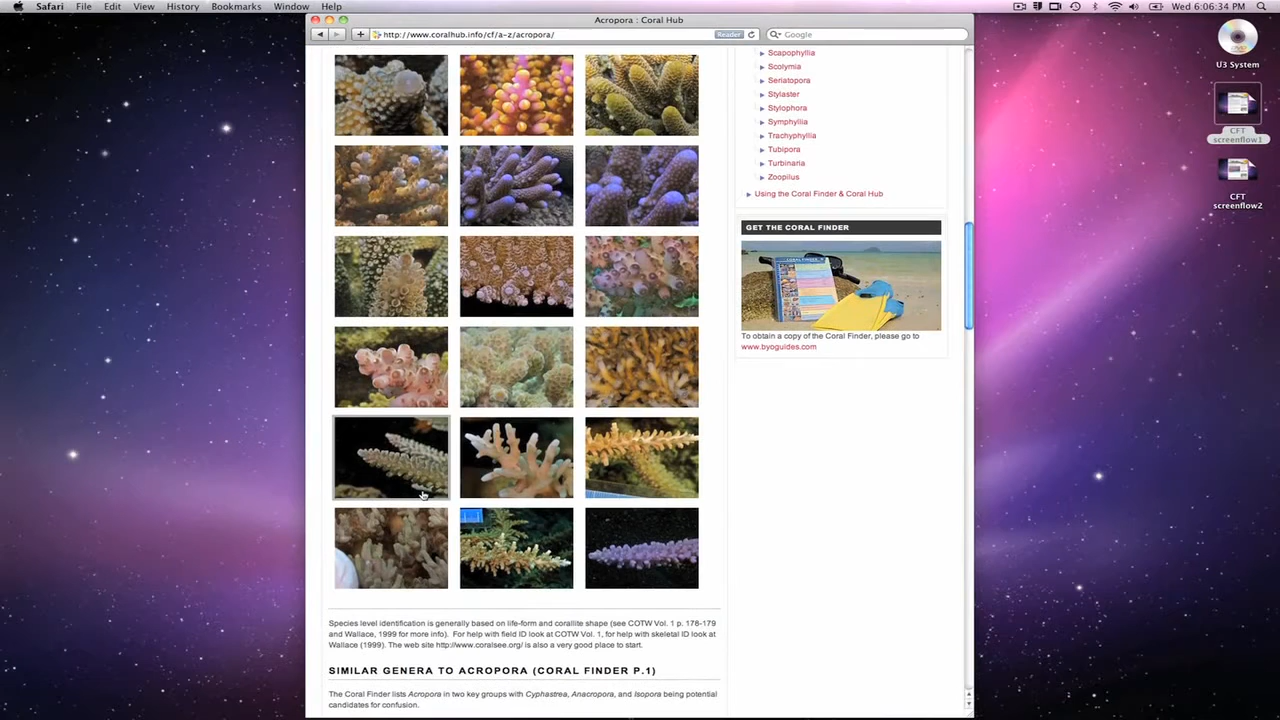 Safari File Edit View History Bookmarks Window Help
Wed 6:06:34 PM
Acropora : Coral Hub
http://www.coralhub.info/cf/a-z/acropora/
Reader
Google
U3 System
CFT
screenflow1
CFT
screenflow2
Scapophyllia
Scolymia
Seriatopora
Stylaster
Stylophora
Symphyllia
Trachyphyllia
Tubipora
Turbinaria
Zoopilus
Using the Coral Finder & Coral Hub
GET THE CORAL FINDER
To obtain a copy of the Coral Finder, please go to
www.byoguides.com
Species level identification is generally based on life-form and corallite shape (see COTW Vol. 1 p. 178-179
and Wallace, 1999 for more info). For help with field ID look at COTW Vol. 1, for help with skeletal ID look at
Wallace (1999). The web site http://www.coralsee.org/ is also a very good place to start.
SIMILAR GENERA TO ACROPORA (CORAL FINDER P.1)
The Coral Finder lists Acropora in two key groups with Cyphastrea, Anacropora, and Isopora being potential
candidates for confusion.